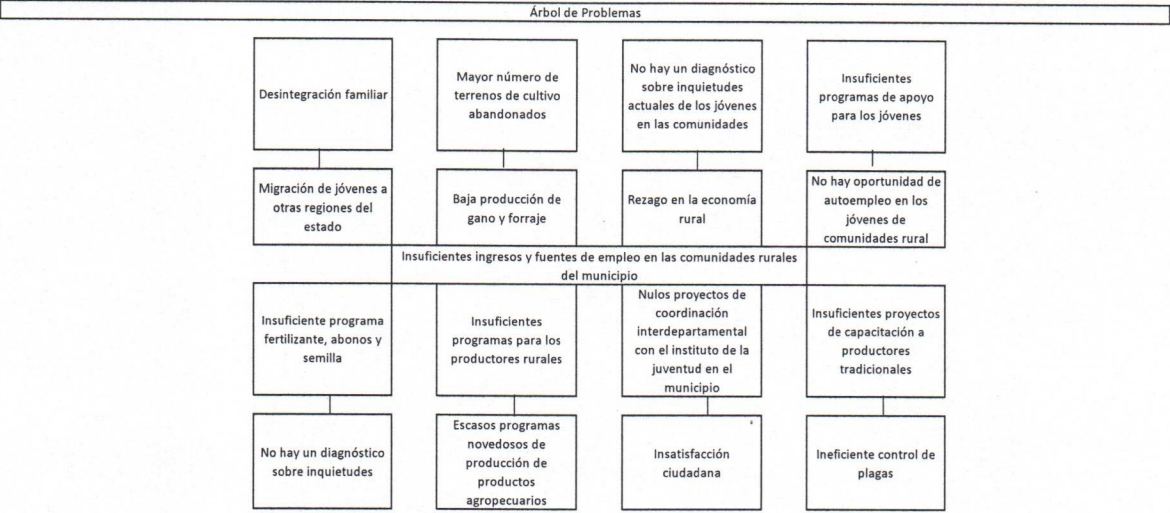 Árbol de Problemas
Desintegración familiar
Mayor número de
terrenos de cultivo
abandonados
No hay un diagnóstico
sobre inquietudes
actuales de los jóvenes
en las comunidades
Insuficientes
programas de apoyo
para los jóvenes
Migración de jóvenes a
otras regiones del
estado
Baja producción de
gano y forraje
Rezago en la economía
rural
No hay oportunidad de
autoempleo en los
jóvenes de
comunidades rural
Insuficientes ingresos y fuentes de empleo en las comunidades rurales
del municipio
Insuficiente programa
fertilizante, abonos y
semilla
Insuficientes
programas para los
productores rurales
Nulos proyectos de
coordinación
interdepartamental
con el instituto de la
juventud en el
municipio
Insuficientes proyectos
de capacitación a
productores
tradicionales
No hay un diagnóstico
sobre inquietudes
Escasos programas
novedosos de
producción de
productos
agropecuarios
Insatisfacción
ciudadana
Ineficiente control de
plagas